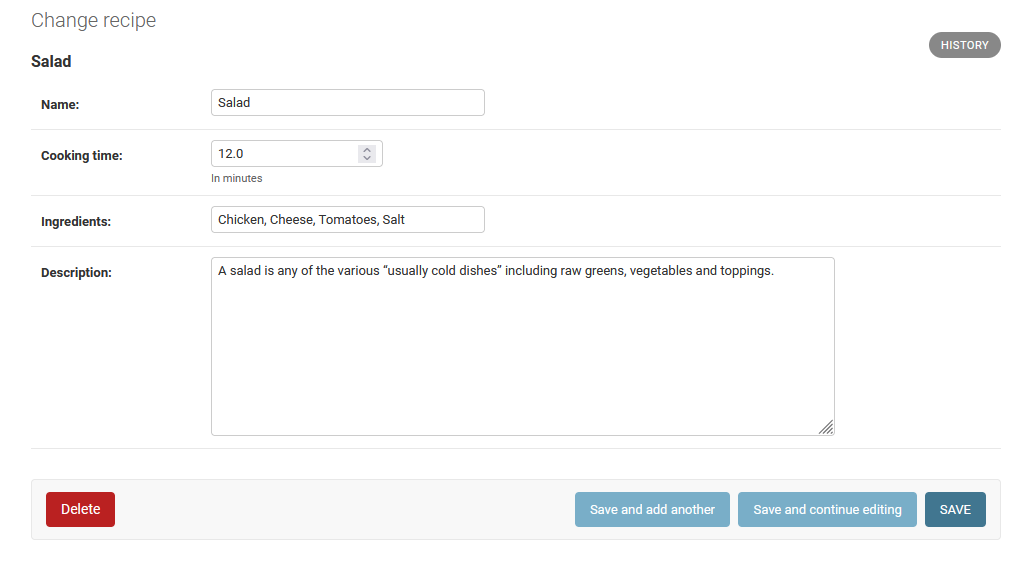 Change recipe
HISTORY
Salad
Name:
Salad
Cooking time:
12.0
In minutes
Ingredients:
Chicken, Cheese, Tomatoes, Salt
Description:
A salad is any of the various “usually cold dishes” including raw greens, vegetables and toppings.
Delete
Save and add another
Save and continue editing
SAVE